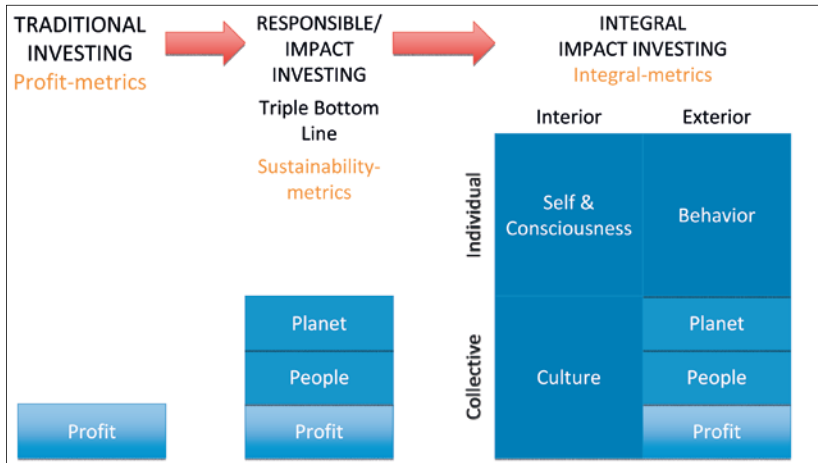 TRADITIONAL
INVESTING
Profit-metrics
RESPONSIBLE/
IMPACT
INVESTING
Triple Bottom
Line
Sustainability-
metrics
INTEGRAL
IMPACT INVESTING
Integral-metrics
Interior
Exterior
Individual
Self &
Consciousness
Behavior
Collective
Culture
Planet
People
Profit
Planet
People
Profit
Profit